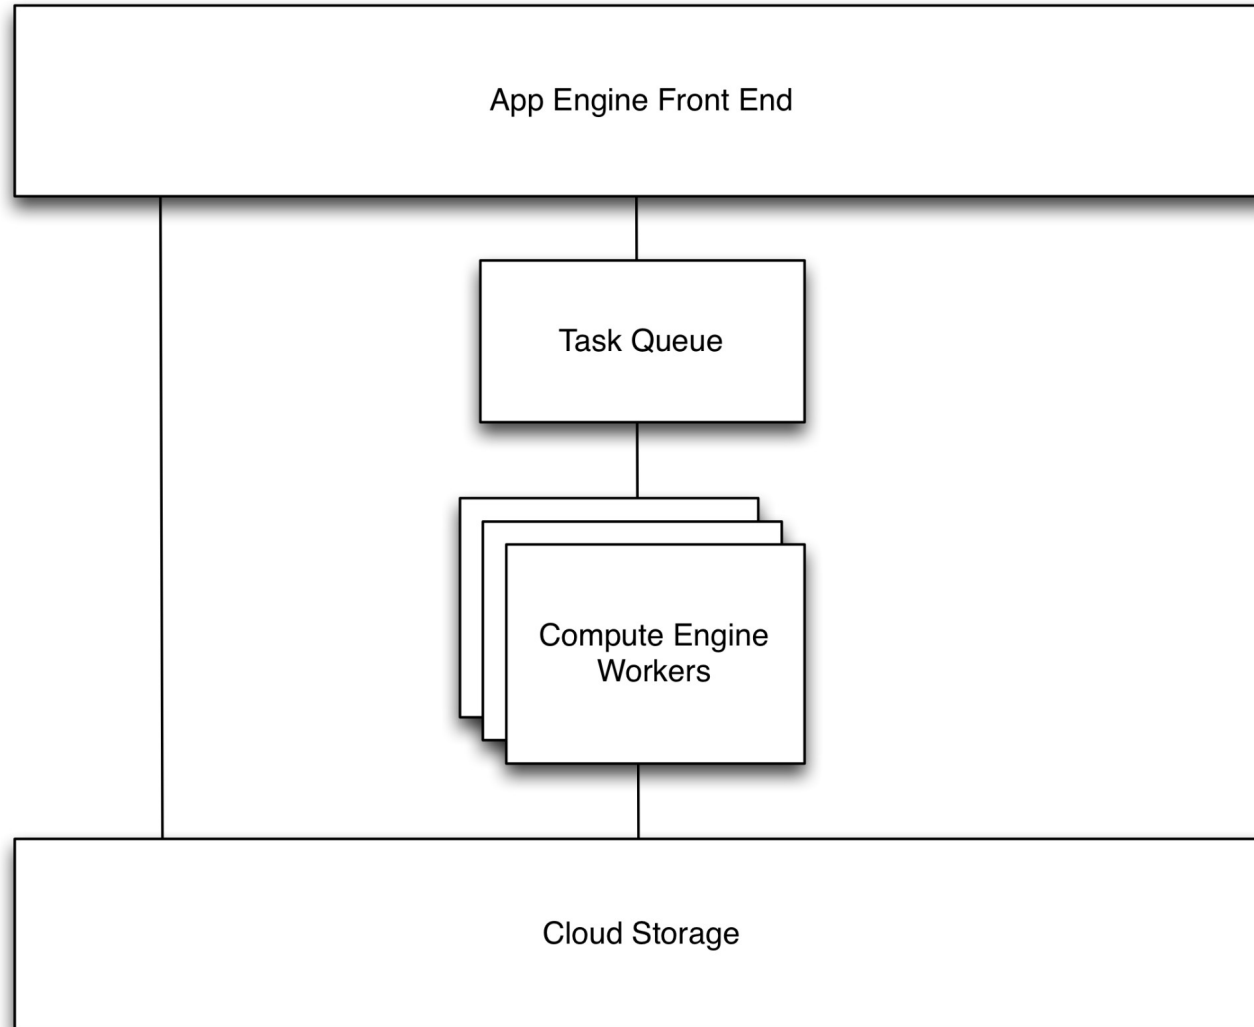 App Engine Front End
Task Queue
Compute Engine
Workers
Cloud Storage